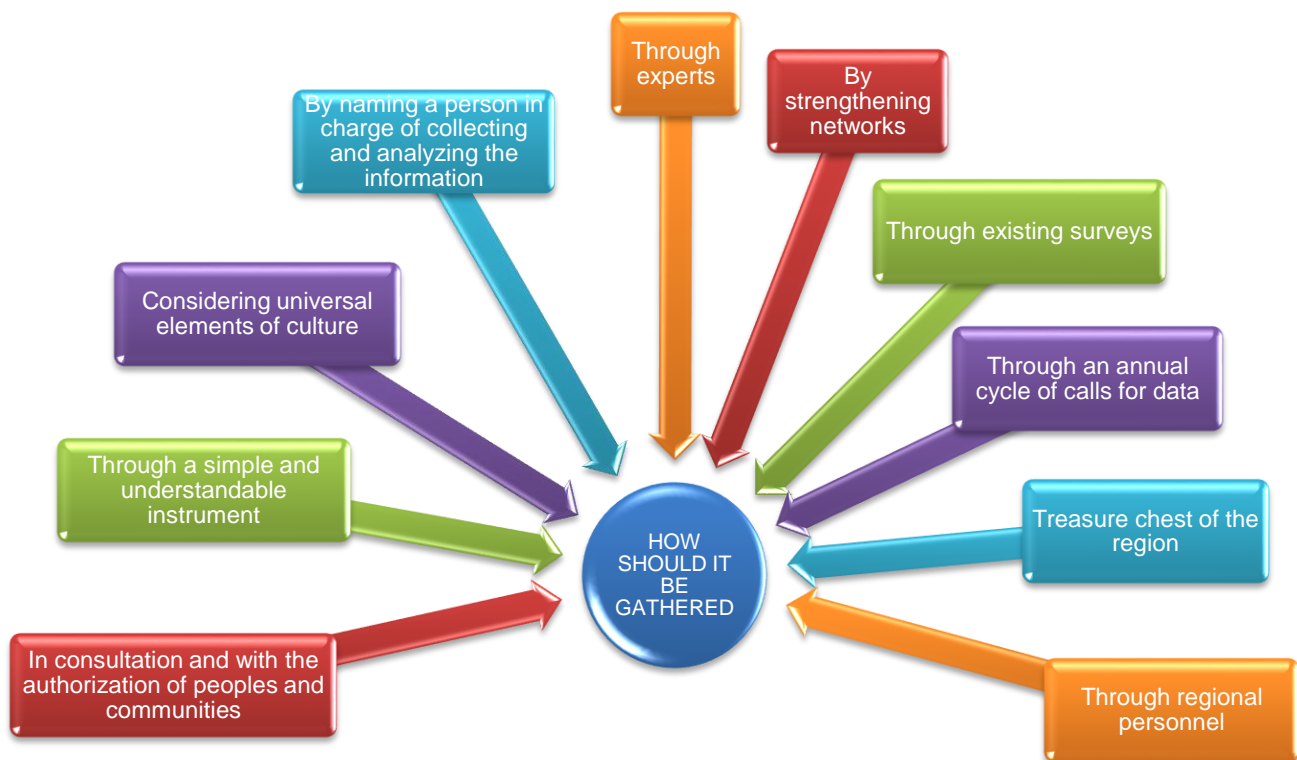 Through
experts
By
strengthening
networks
By naming a person in
charge of collecting
and analyzing the
information
Through existing surveys
Considering universal
elements of culture
Through an annual
cycle of calls for data
Through a simple and
understandable
instrument
Treasure chest of the
region
HOW
SHOULD IT
BE
GATHERED
In consultation and with the
authorization of peoples and
communities
Through regional
personnel